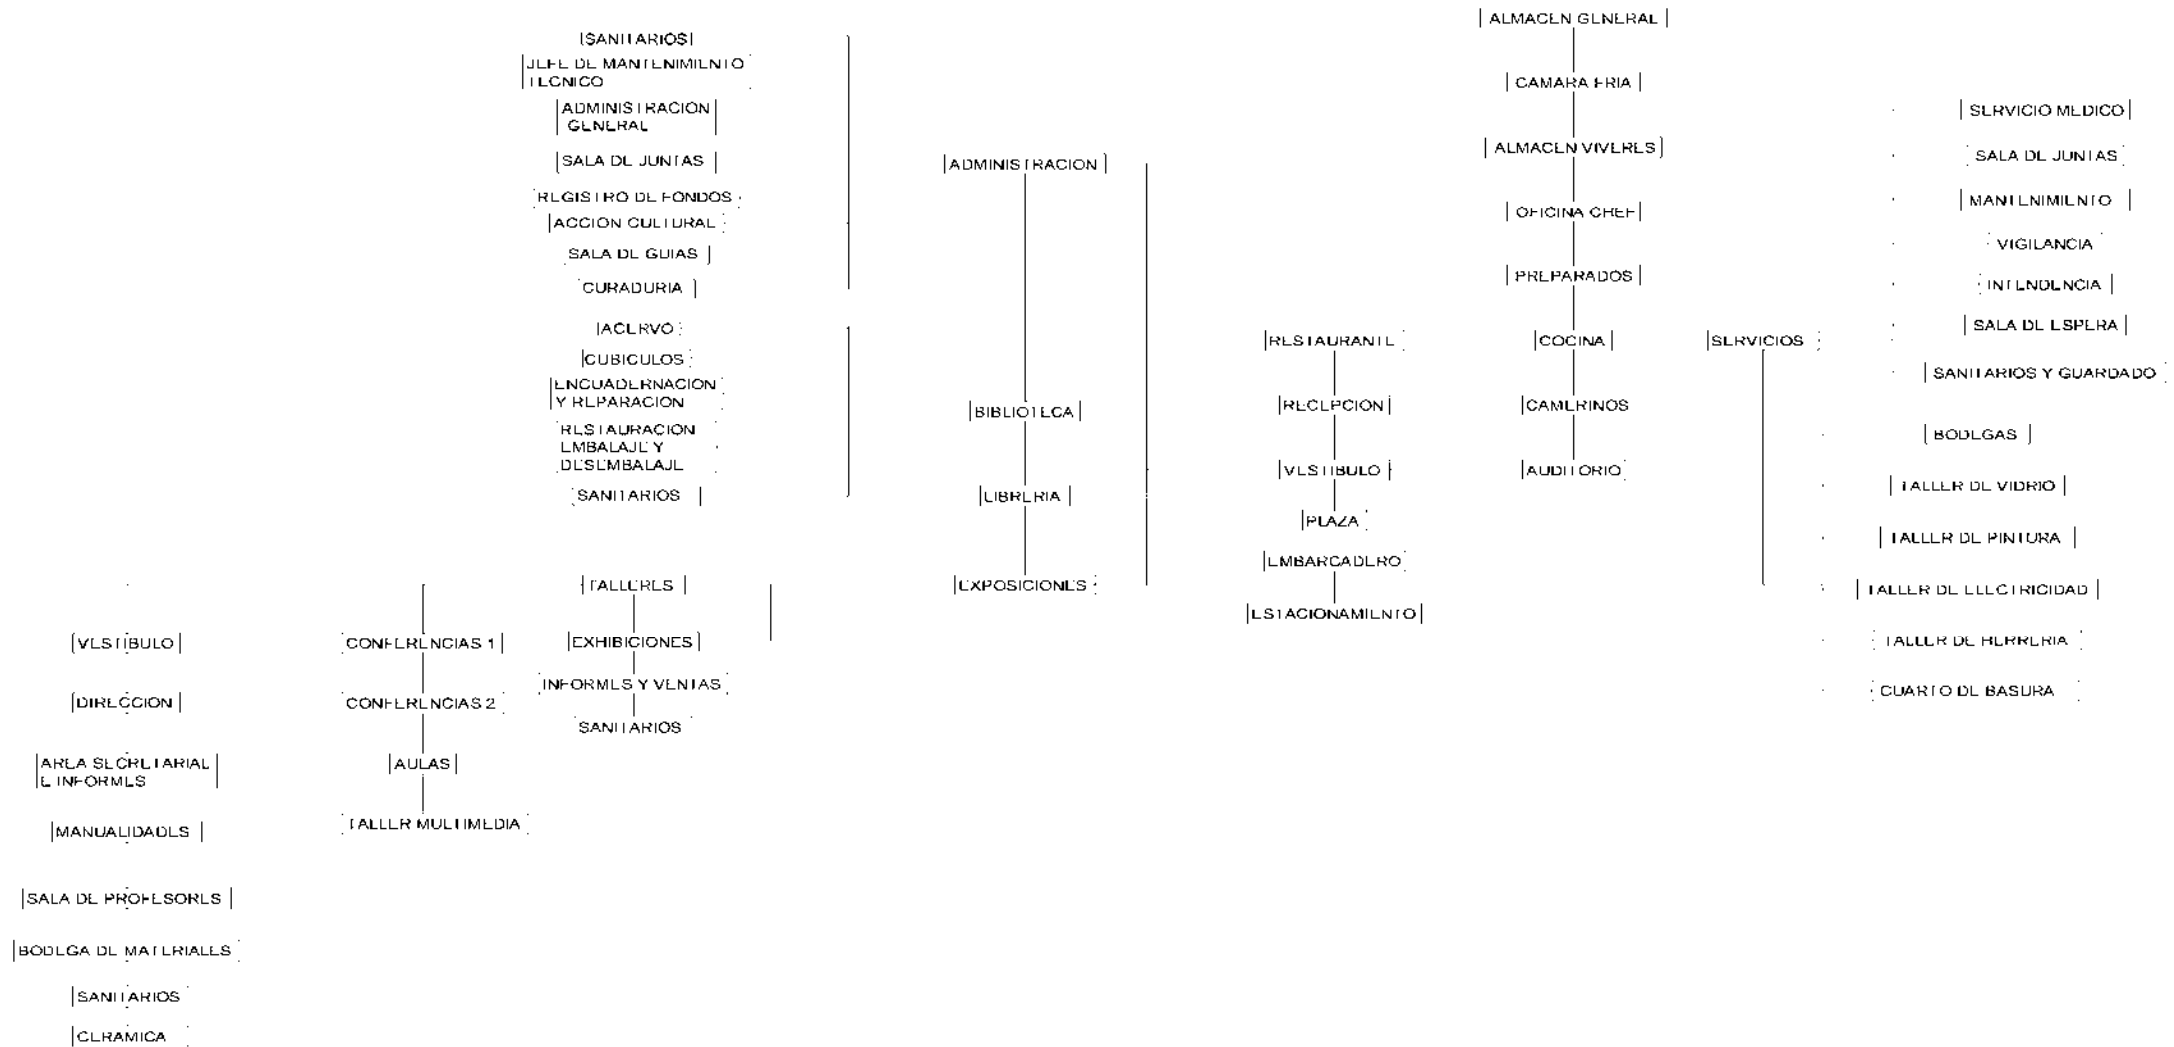 SANITARIOS
JEFE DE MANTENIMIENTO
TECNICO
ADMINISTRACION
GENERAL
SALA DE JUNTAS
REGISTRO DE FONDOS
ACCION CULTURAL
SALA DE GUIAS
CURADURIA
ACERVO
CUBICULOS
ENCUADERNACION
Y REPARACION
RESTAURACION
EMBALAJE Y
DESEMBALAJE
SANITARIOS
VESTIBULO
DIRECCION
AREA SECRETARIAL
E INFORMES
MANUALIDADES
SALA DE PROFESORES
BODEGA DE MATERIALES
SANITARIOS
CERAMICA
CONFERENCIAS 1
CONFERENCIAS 2
AULAS
TALLER MULTIMEDIA
TALLERES
EXHIBICIONES
INFORMES Y VENTAS
SANITARIOS
ADMINISTRACION
BIBLIOTECA
LIBRERIA
EXPOSICIONES
RESTAURANTE
RECEPCION
VESTIBULO
PLAZA
EMBARCADERO
ESTACIONAMIENTO
ALMACEN GENERAL
CAMARA FRIA
ALMACEN VIVERES
OFICINA CHEF
PREPARADOS
COCINA
CAMERINOS
AUDITORIO
SERVICIOS
SERVICIO MEDICO
SALA DE JUNTAS
MANTENIMIENTO
VIGILANCIA
INTENDENCIA
SALA DE ESPERA
SANITARIOS Y GUARDADO
BODEGAS
TALLER DE VIDRIO
TALLER DE PINTURA
TALLER DE ELECTRICIDAD
TALLER DE HERRERIA
CUARTO DE BASURA